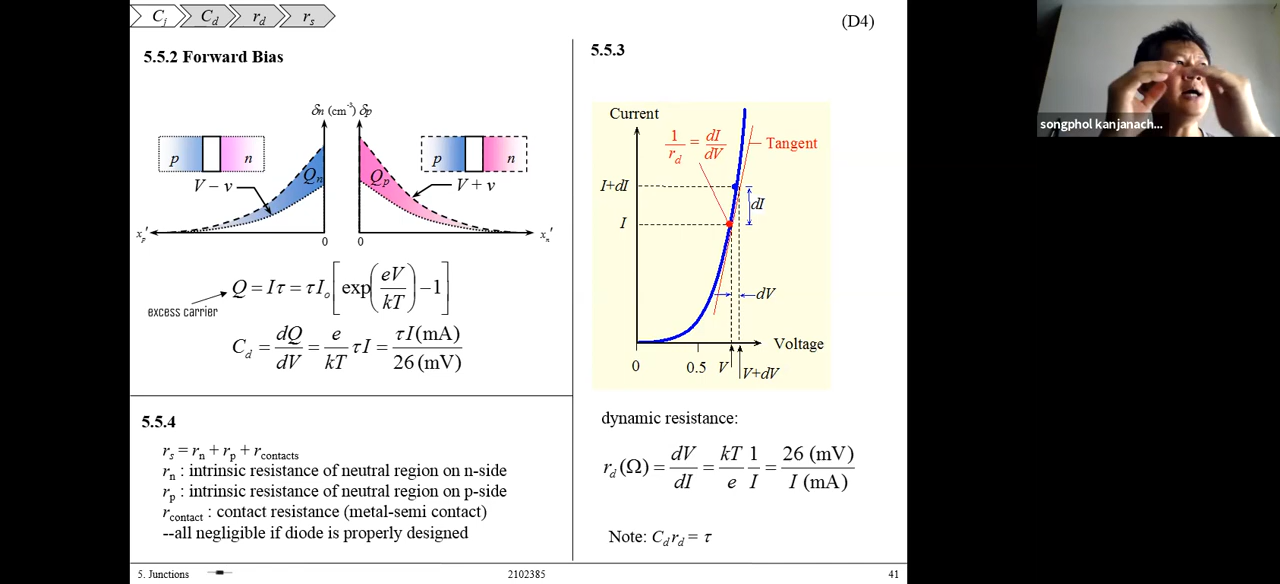 C_j C_d r_d r_s
(D4)
5.5.2 Forward Bias
δn (cm⁻³) δp
p n
p n
V − v
Q_n
Q_p
V + v
x_p'
0
0
x_n'
Q = Iτ = τI_o [exp(eV/kT) − 1]
excess carrier
C_d = dQ/dV = e/kT τI = τI(mA)/26(mV)
5.5.4
r_s = r_n + r_p + r_contacts
r_n : intrinsic resistance of neutral region on n-side
r_p : intrinsic resistance of neutral region on p-side
r_contact : contact resistance (metal-semi contact)
--all negligible if diode is properly designed
5.5.3
Current
1/r_d = dI/dV
Tangent
I+dI
dI
I
dV
Voltage
0
0.5
V
V+dV
dynamic resistance:
r_d(Ω) = dV/dI = kT/e 1/I = 26 (mV)/I (mA)
Note: C_d r_d = τ
5. Junctions
2102385
41
songphol kanjanach...